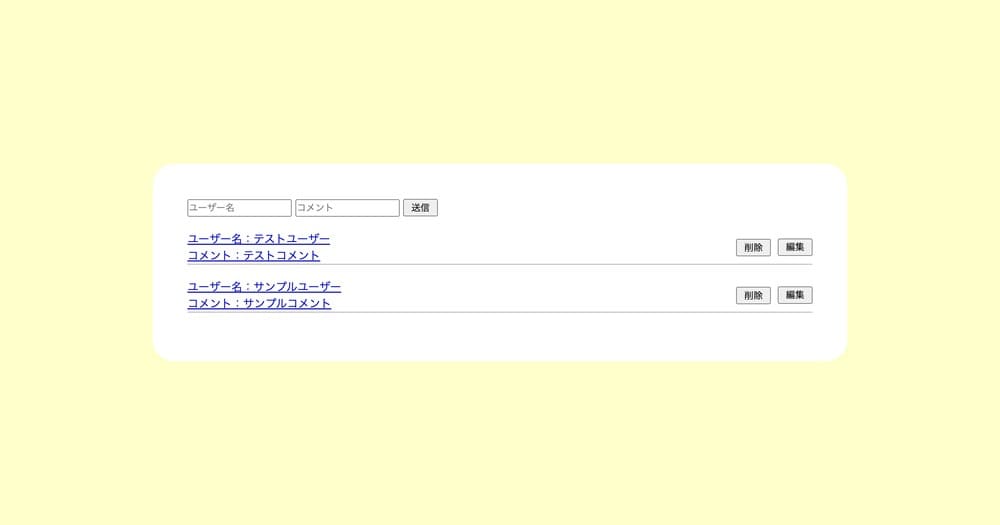 ユーザー名 コメント 送信
ユーザー名：テストユーザー
コメント：テストコメント
削除 編集
ユーザー名：サンプルユーザー
コメント：サンプルコメント
削除 編集